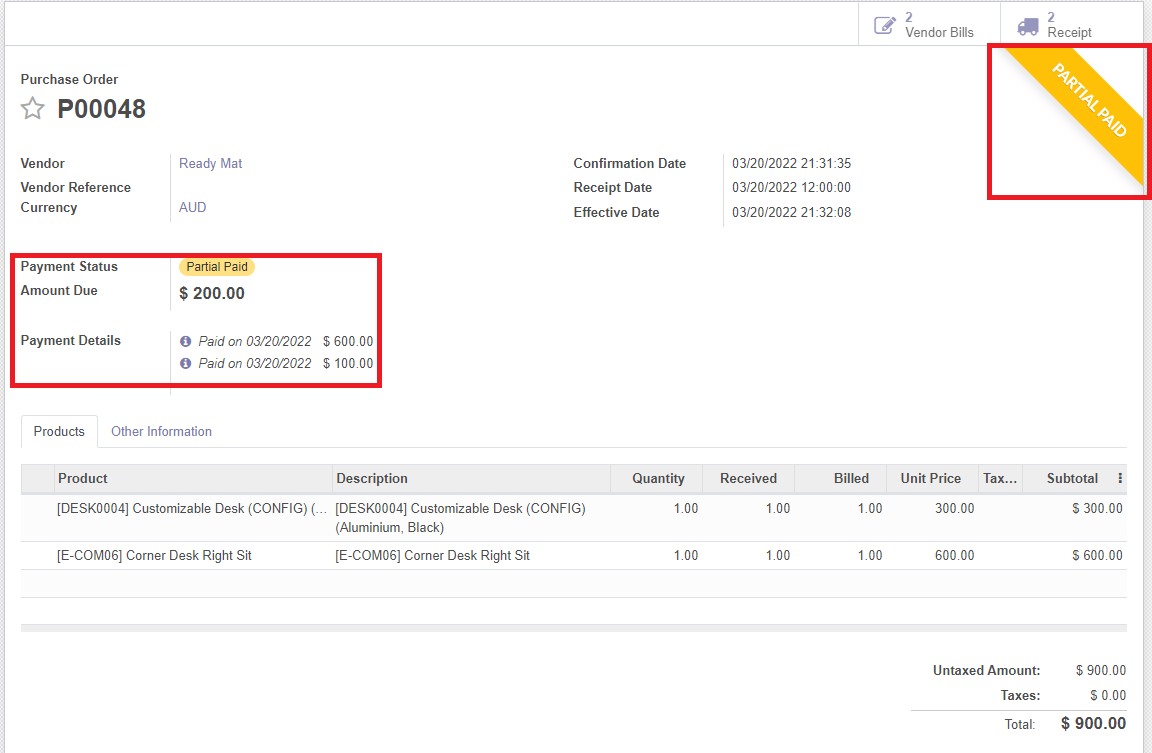 2
Vendor Bills
2
Receipt
PARTIAL PAID
Purchase Order
P00048
Vendor Ready Mat
Vendor Reference
Currency AUD
Confirmation Date 03/20/2022 21:31:35
Receipt Date 03/20/2022 12:00:00
Effective Date 03/20/2022 21:32:08
Payment Status Partial Paid
Amount Due $ 200.00
Payment Details Paid on 03/20/2022 $ 600.00
Paid on 03/20/2022 $ 100.00
Products Other Information
Product Description Quantity Received Billed Unit Price Tax... Subtotal
[DESK0004] Customizable Desk (CONFIG) (... [DESK0004] Customizable Desk (CONFIG) 1.00 1.00 1.00 300.00 $ 300.00
(Aluminium, Black)
[E-COM06] Corner Desk Right Sit [E-COM06] Corner Desk Right Sit 1.00 1.00 1.00 600.00 $ 600.00
Untaxed Amount: $ 900.00
Taxes: $ 0.00
Total: $ 900.00